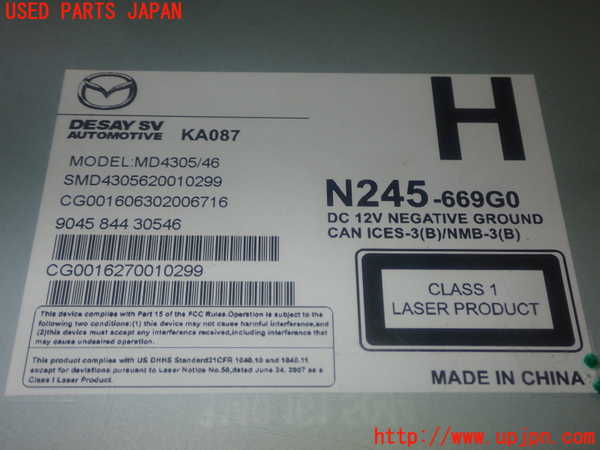 USED PARTS JAPAN
H
DESAY SV
AUTOMOTIVE KA087
MODEL:MD4305/46
SMD4305620010299
CG001606302006716
9045 844 30546
CG0016270010299
N245-669G0
DC 12V NEGATIVE GROUND
CAN ICES-3(B)/NMB-3(B)
CLASS 1
LASER PRODUCT
This device complies with Part 15 of the FCC Rules.Operation is subject to the
following two conditions:(1) this device may not cause harmful interference,and
(2)this device must accept any interference received,including interference that
may cause undesired operation.
This product complies with US DHHS Standard21CFR 1040.10 and 1040.11
except for deviations pursuant to Laser Notice No.50,dated June 24, 2007 as a
Class I Laser Product.
MADE IN CHINA
http://www.upjpn.com/